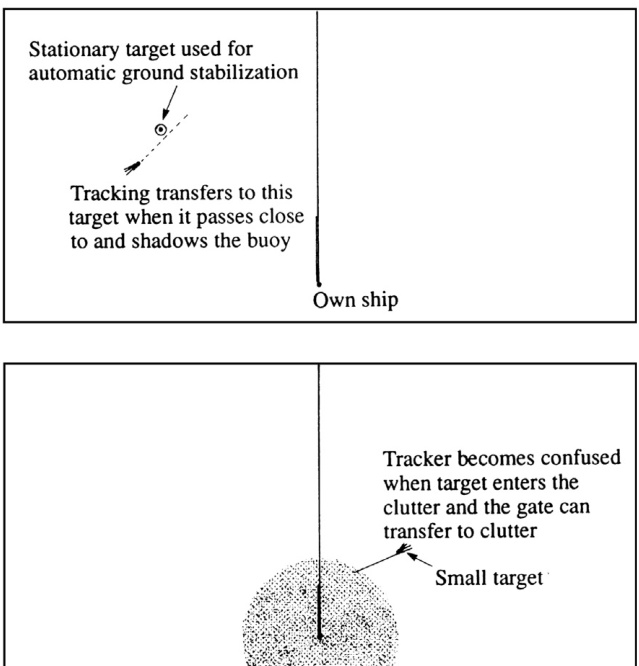 Stationary target used for
automatic ground stabilization
Tracking transfers to this
target when it passes close
to and shadows the buoy
Own ship
Tracker becomes confused
when target enters the
clutter and the gate can
transfer to clutter
Small target